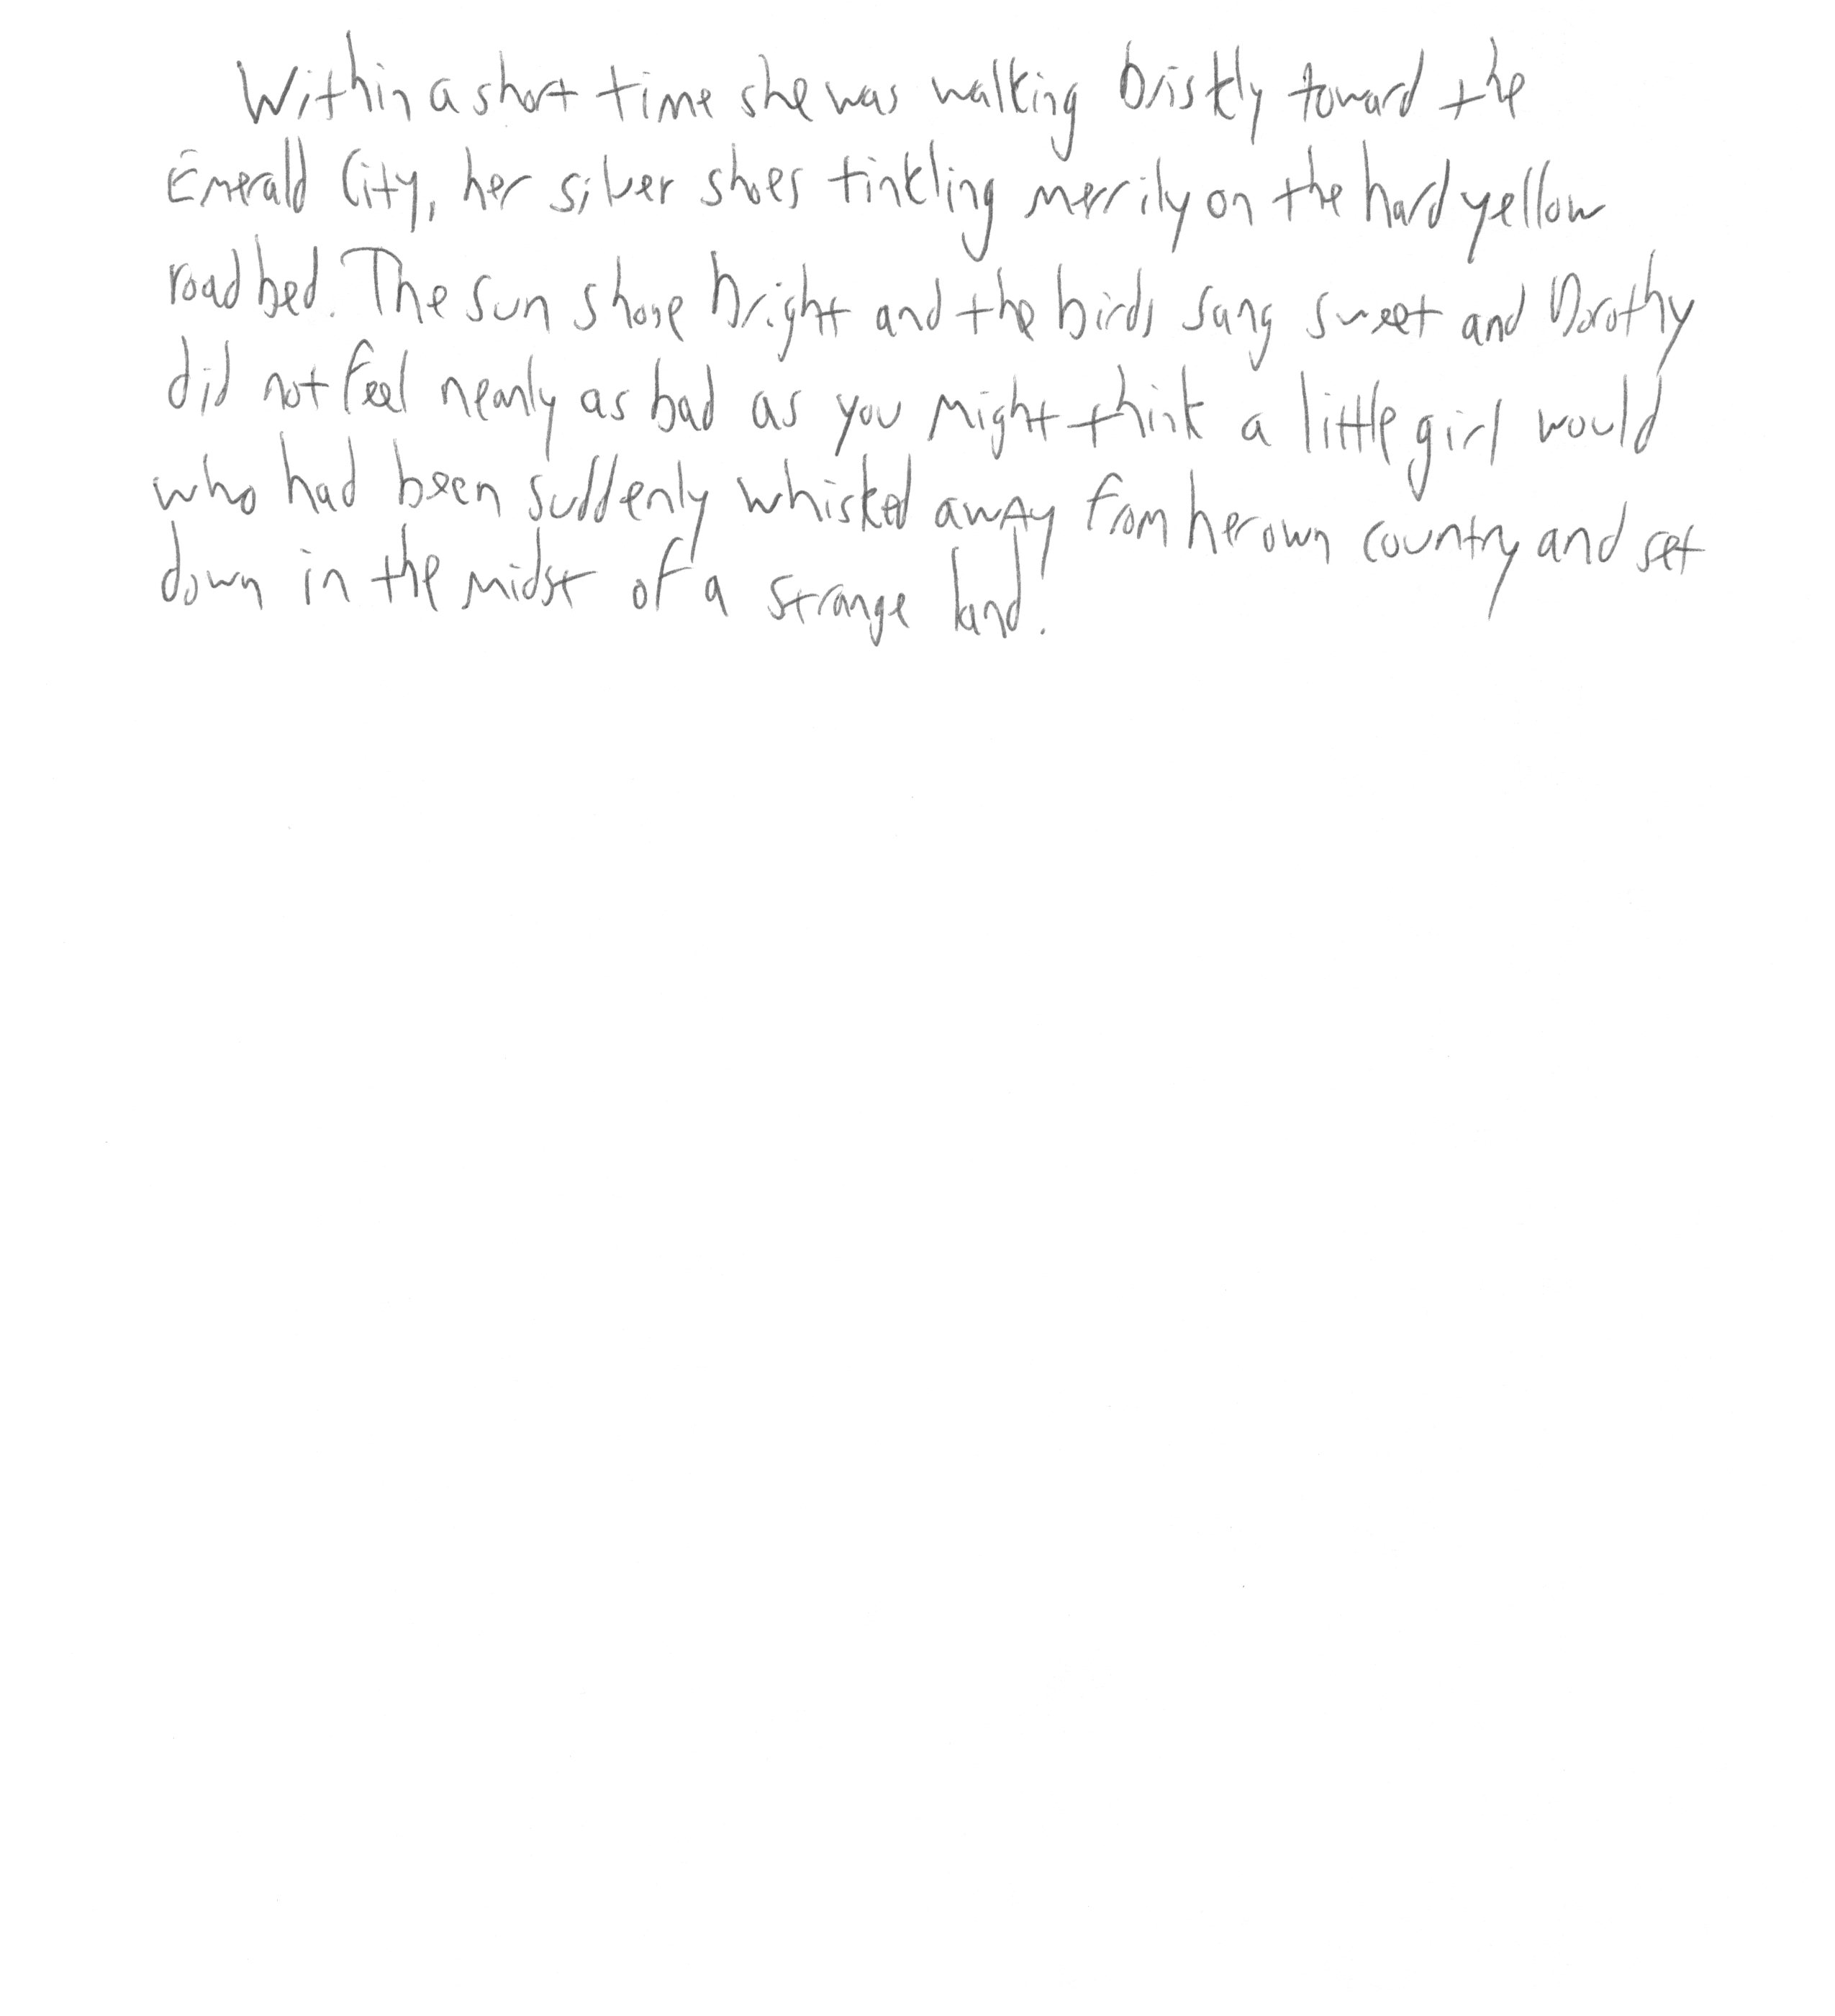 Within a short time she was walking briskly toward the
Emerald City, her silver shoes tinkling merrily on the hard yellow
road bed. The sun shone bright and the birds sang sweet and Dorothy
did not feel nearly as bad as you might think a little girl would
who had been suddenly whisked away from her own country and set
down in the midst of a strange land.